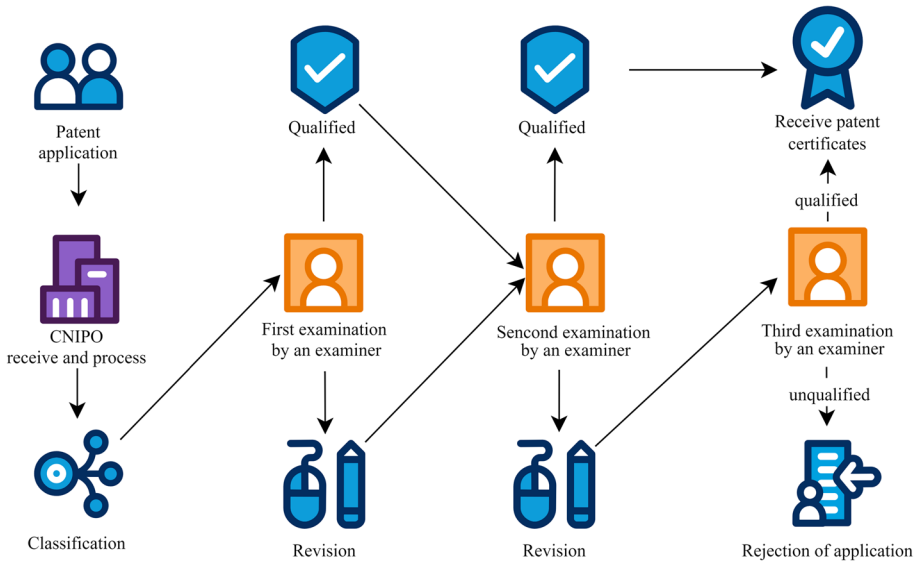 Patent
application
CNIPO
receive and process
Classification
Qualified
First examination
by an examiner
Revision
Qualified
Sencond examination
by an examiner
Revision
Receive patent
certificates
qualified
Third examination
by an examiner
unqualified
Rejection of application